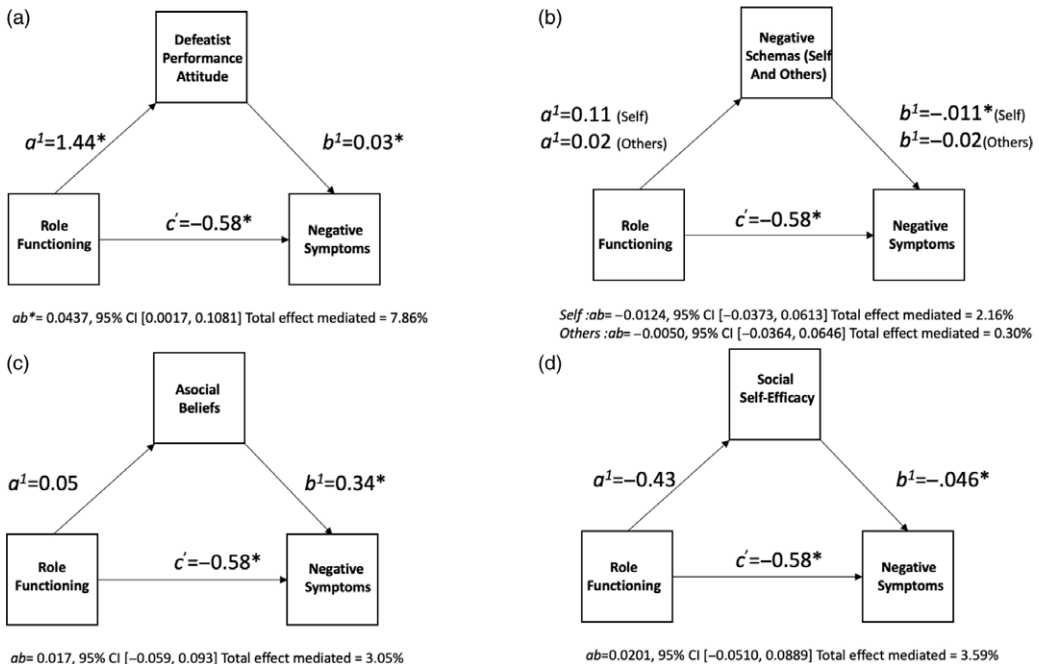 (a)
Defeatist
Performance
Attitude
a¹=1.44*
b¹=0.03*
Role
Functioning
c′=−0.58*
Negative
Symptoms
ab*= 0.0437, 95% CI [0.0017, 0.1081] Total effect mediated = 7.86%
(b)
Negative
Schemas (Self
And Others)
a¹=0.11 (Self)
a¹=0.02 (Others)
b¹=−.011*(Self)
b¹=−0.02(Others)
Role
Functioning
c′=−0.58*
Negative
Symptoms
Self :ab= −0.0124, 95% CI [−0.0373, 0.0613] Total effect mediated = 2.16%
Others :ab= −0.0050, 95% CI [−0.0364, 0.0646] Total effect mediated = 0.30%
(c)
Asocial
Beliefs
a¹=0.05
b¹=0.34*
Role
Functioning
c′=−0.58*
Negative
Symptoms
ab= 0.017, 95% CI [−0.059, 0.093] Total effect mediated = 3.05%
(d)
Social
Self-Efficacy
a¹=−0.43
b¹=−.046*
Role
Functioning
c′=−0.58*
Negative
Symptoms
ab=0.0201, 95% CI [−0.0510, 0.0889] Total effect mediated = 3.59%